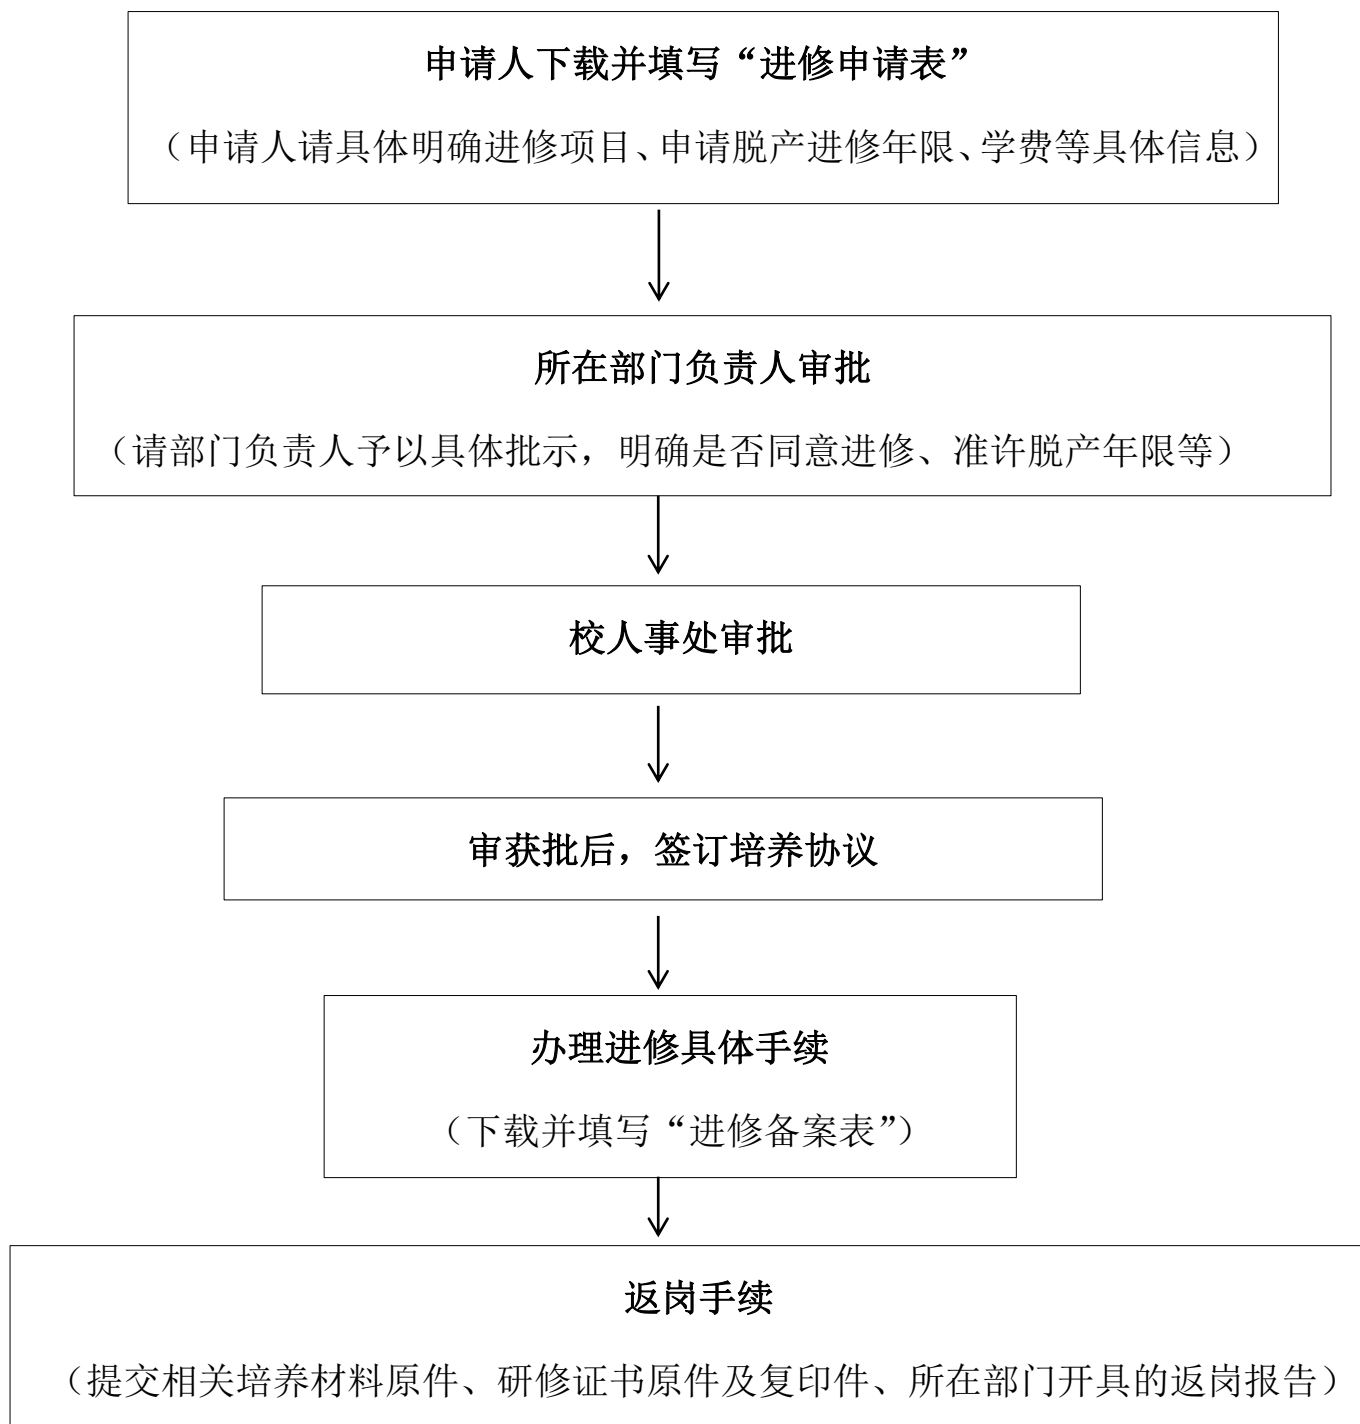 申请人下载并填写“进修申请表”
（申请人请具体明确进修项目、申请脱产进修年限、学费等具体信息）
所在部门负责人审批
（请部门负责人予以具体批示，明确是否同意进修、准许脱产年限等）
校人事处审批
审获批后，签订培养协议
办理进修具体手续
（下载并填写“进修备案表”）
返岗手续
（提交相关培养材料原件、研修证书原件及复印件、所在部门开具的返岗报告）